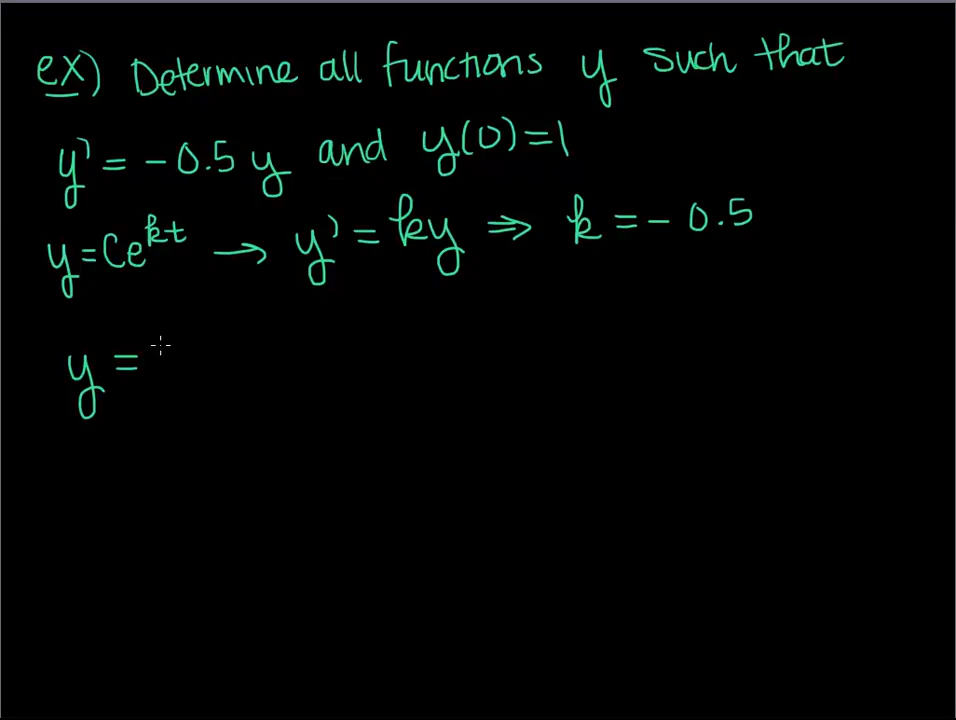 ex) Determine all functions y such that
y' = -0.5 y and y(0)=1
y=Ce^{kt} → y' = ky ⇒ k = -0.5
y =